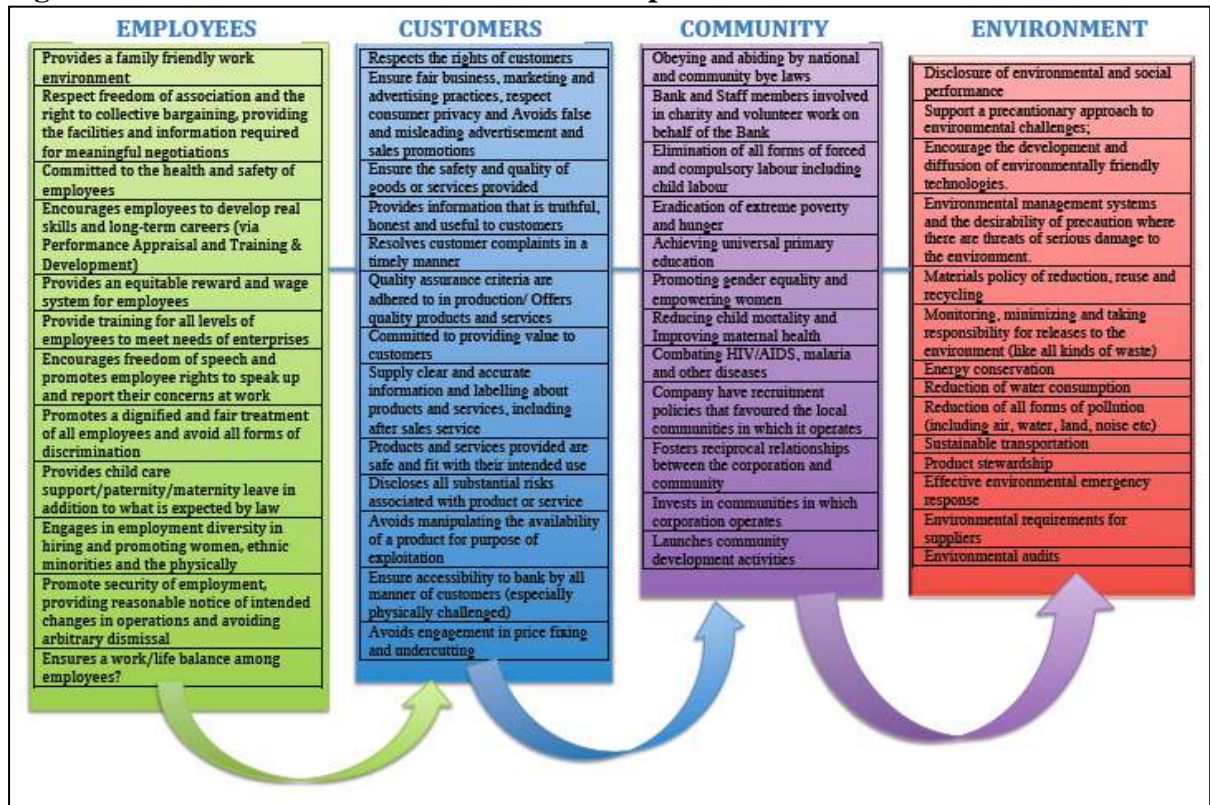 EMPLOYEES
Provides a family friendly work
environment
Respect freedom of association and the
right to collective bargaining, providing
the facilities and information required
for meaningful negotiations
Committed to the health and safety of
employees
Encourages employees to develop real
skills and long-term careers (via
Performance Appraisal and Training &
Development)
Provides an equitable reward and wage
system for employees
Provide training for all levels of
employees to meet needs of enterprises
Encourages freedom of speech and
promotes employee rights to speak up
and report their concerns at work
Promotes a dignified and fair treatment
of all employees and avoid all forms of
discrimination
Provides child care
support/paternity/maternity leave in
addition to what is expected by law
Engages in employment diversity in
hiring and promoting women, ethnic
minorities and the physically
Promote security of employment,
providing reasonable notice of intended
changes in operations and avoiding
arbitrary dismissal
Ensures a work/life balance among
employees?
CUSTOMERS
Respects the rights of customers
Ensure fair business, marketing and
advertising practices, respect
consumer privacy and Avoids false
and misleading advertisement and
sales promotions
Ensure the safety and quality of
goods or services provided
Provides information that is truthful,
honest and useful to customers
Resolves customer complaints in a
timely manner
Quality assurance criteria are
adhered to in production/ Offers
quality products and services
Committed to providing value to
customers
Supply clear and accurate
information and labelling about
products and services, including
after sales service
Products and services provided are
safe and fit with their intended use
Discloses all substantial risks
associated with product or service
Avoids manipulating the availability
of a product for purpose of
exploitation
Ensure accessibility to bank by all
manner of customers (especially
physically challenged)
Avoids engagement in price fixing
and undercutting
COMMUNITY
Obeying and abiding by national
and community bye laws
Bank and Staff members involved
in charity and volunteer work on
behalf of the Bank
Elimination of all forms of forced
and compulsory labour including
child labour
Eradication of extreme poverty
and hunger
Achieving universal primary
education
Promoting gender equality and
empowering women
Reducing child mortality and
Improving maternal health
Combating HIV/AIDS, malaria
and other diseases
Company have recruitment
policies that favoured the local
communities in which it operates
Fosters reciprocal relationships
between the corporation and
community
Invests in communities in which
corporation operates
Launches community
development activities
ENVIRONMENT
Disclosure of environmental and social
performance
Support a precautionary approach to
environmental challenges;
Encourage the development and
diffusion of environmentally friendly
technologies.
Environmental management systems
and the desirability of precaution where
there are threats of serious damage to
the environment.
Materials policy of reduction, reuse and
recycling
Monitoring, minimizing and taking
responsibility for releases to the
environment (like all kinds of waste)
Energy conservation
Reduction of water consumption
Reduction of all forms of pollution
(including air, water, land, noise etc)
Sustainable transportation
Product stewardship
Effective environmental emergency
response
Environmental requirements for
suppliers
Environmental audits